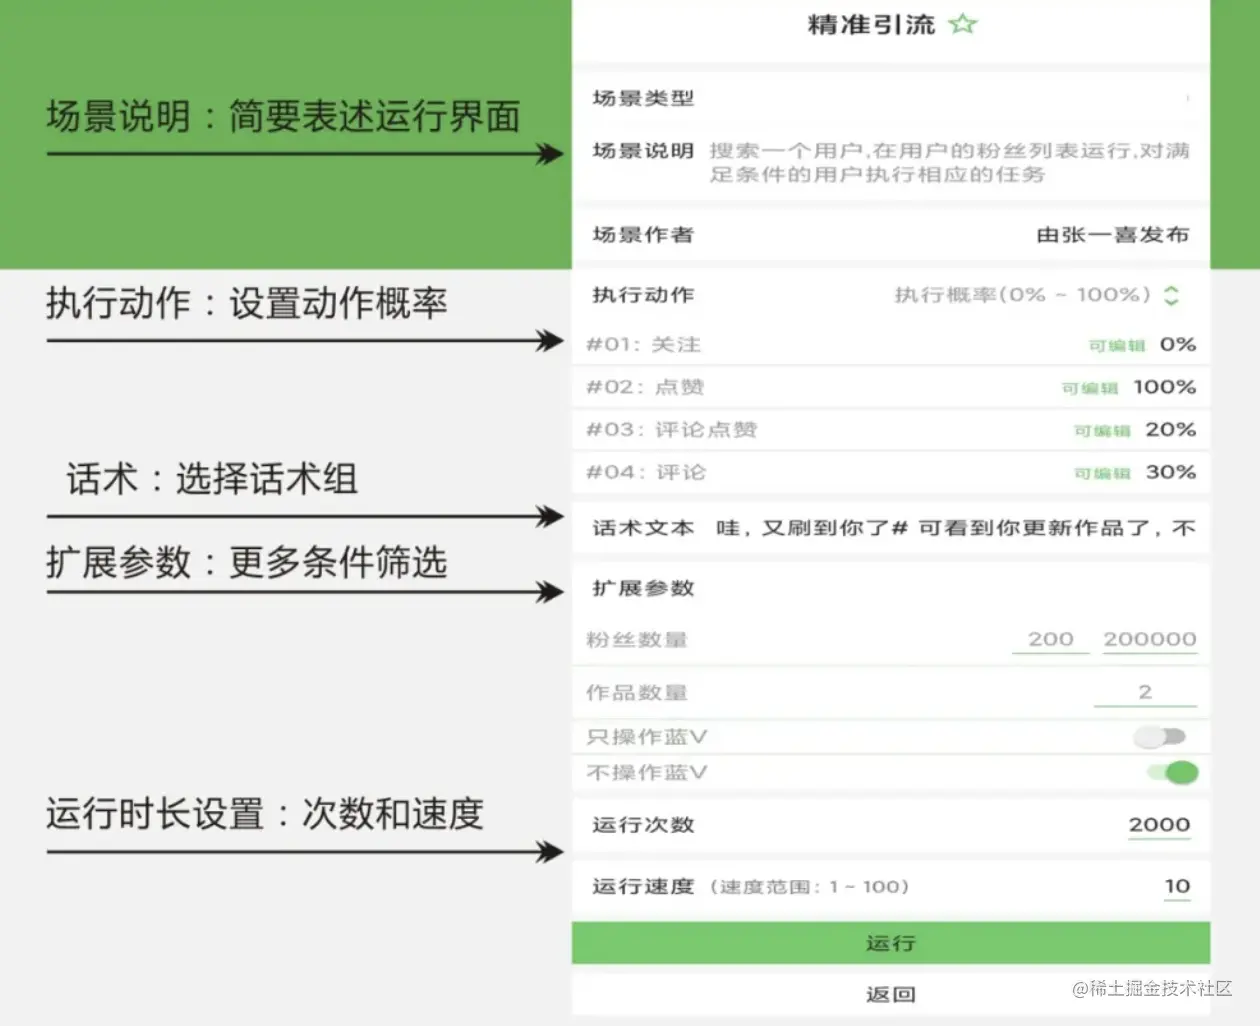 精准引流
场景类型
场景说明：简要表述运行界面
场景说明 搜索一个用户,在用户的粉丝列表运行,对满
足条件的用户执行相应的任务
场景作者 由张一喜发布
执行动作：设置动作概率
执行动作 执行概率(0% ~ 100%)
#01: 关注 可编辑 0%
#02: 点赞 可编辑 100%
#03: 评论点赞 可编辑 20%
#04: 评论 可编辑 30%
话术：选择话术组
话术文本 哇, 又刷到你了# 可看到你更新作品了, 不
扩展参数：更多条件筛选
扩展参数
粉丝数量 200 200000
作品数量 2
只操作蓝V
不操作蓝V
运行时长设置：次数和速度
运行次数 2000
运行速度 (速度范围: 1 ~ 100) 10
运行
返回
@稀土掘金技术社区